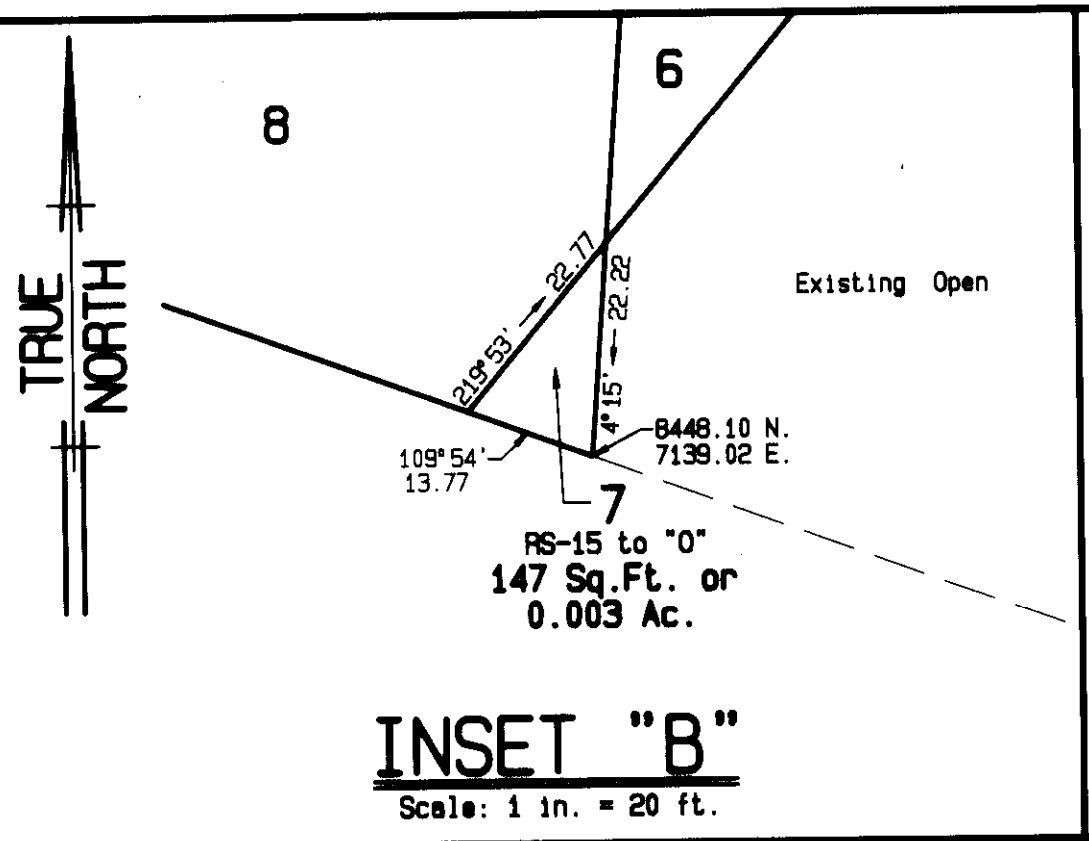 6
8
TRUE
NORTH
219°53' 22.77
4°15' 22.22
Existing Open
109°54'
13.77
8448.10 N.
7139.02 E.
7
RS-15 to "O"
147 Sq.Ft. or
0.003 Ac.
INSET "B"
Scale: 1 in. = 20 ft.